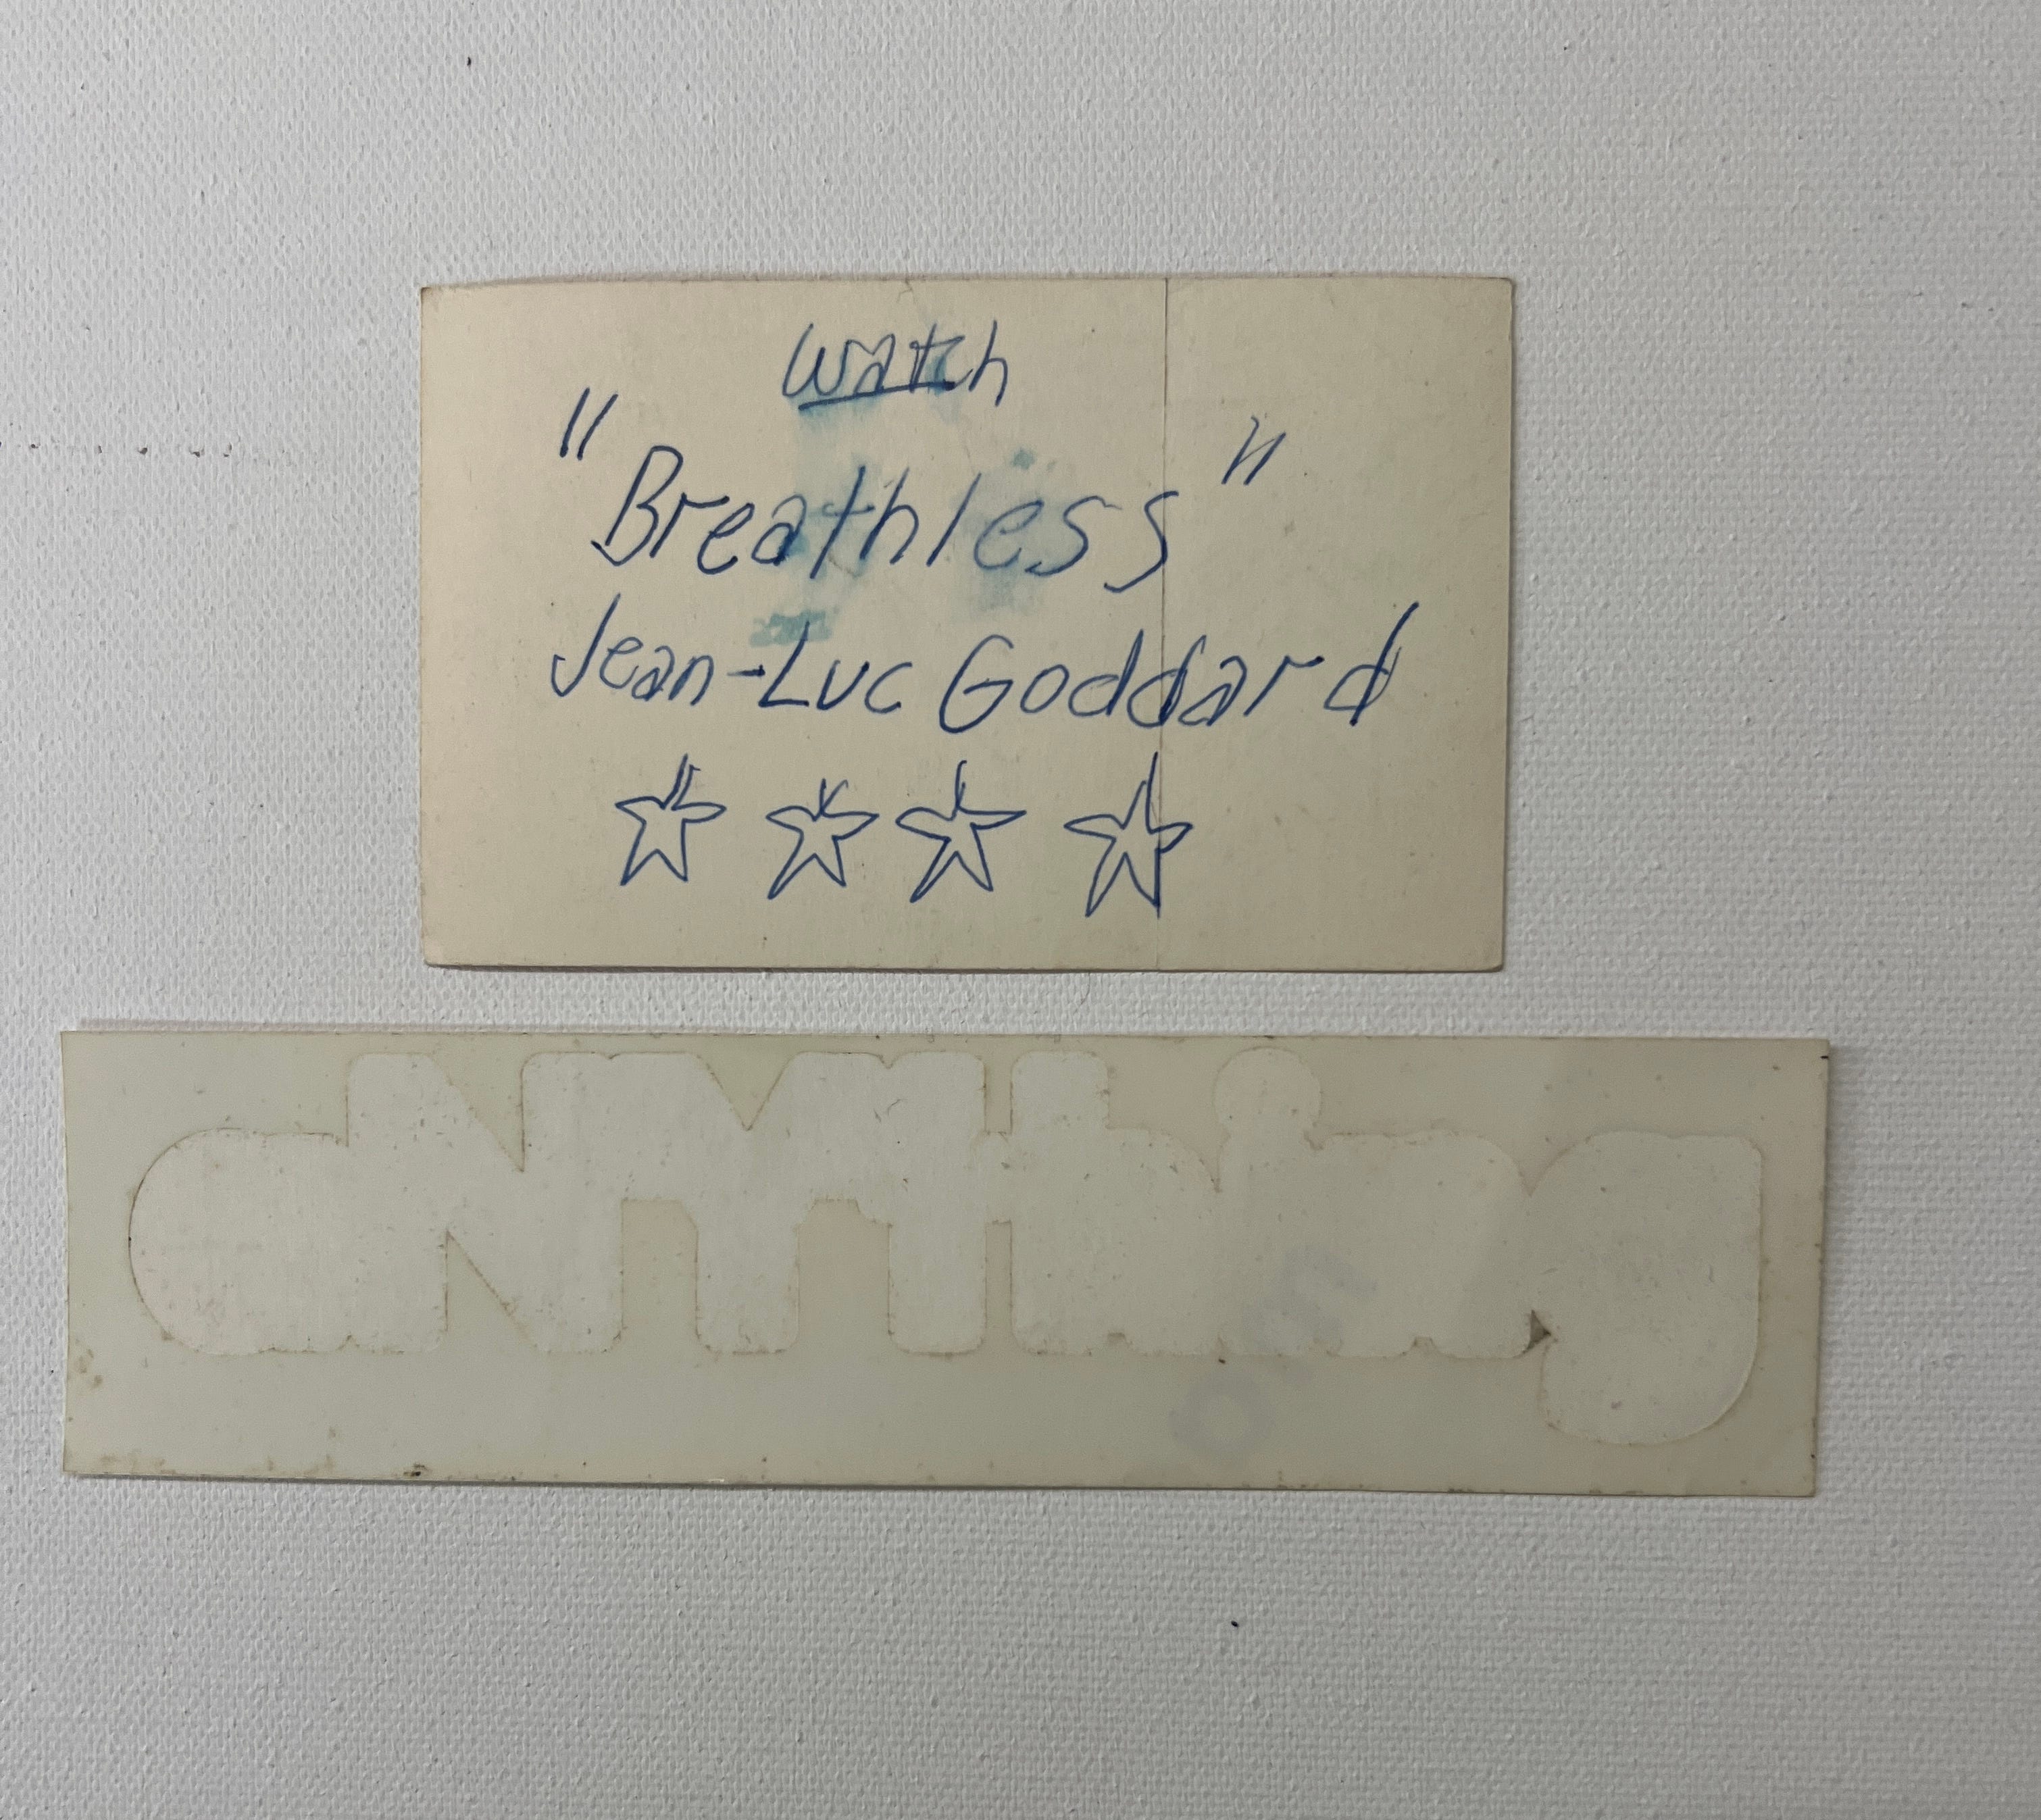 watch
"Breathless"
Jean-Luc Goddard
aNYthing